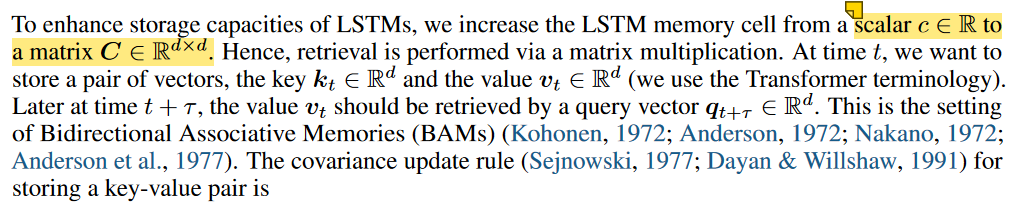 To enhance storage capacities of LSTMs, we increase the LSTM memory cell from a scalar c ∈ ℝ to
a matrix C ∈ ℝ^{d×d}. Hence, retrieval is performed via a matrix multiplication. At time t, we want to
store a pair of vectors, the key k_t ∈ ℝ^d and the value v_t ∈ ℝ^d (we use the Transformer terminology).
Later at time t + τ, the value v_t should be retrieved by a query vector q_{t+τ} ∈ ℝ^d. This is the setting
of Bidirectional Associative Memories (BAMs) (Kohonen, 1972; Anderson, 1972; Nakano, 1972;
Anderson et al., 1977). The covariance update rule (Sejnowski, 1977; Dayan & Willshaw, 1991) for
storing a key-value pair is